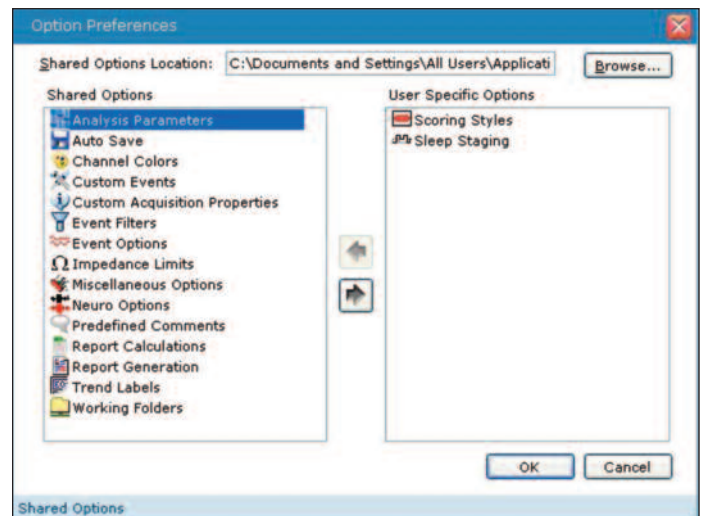 Option Preferences
Shared Options Location: C:\Documents and Settings\All Users\Applicati Browse...
Shared Options
Analysis Parameters
Auto Save
Channel Colors
Custom Events
Custom Acquisition Properties
Event Filters
Event Options
Impedance Limits
Miscellaneous Options
Neuro Options
Predefined Comments
Report Calculations
Report Generation
Trend Labels
Working Folders
User Specific Options
Scoring Styles
Sleep Staging
OK Cancel
Shared Options